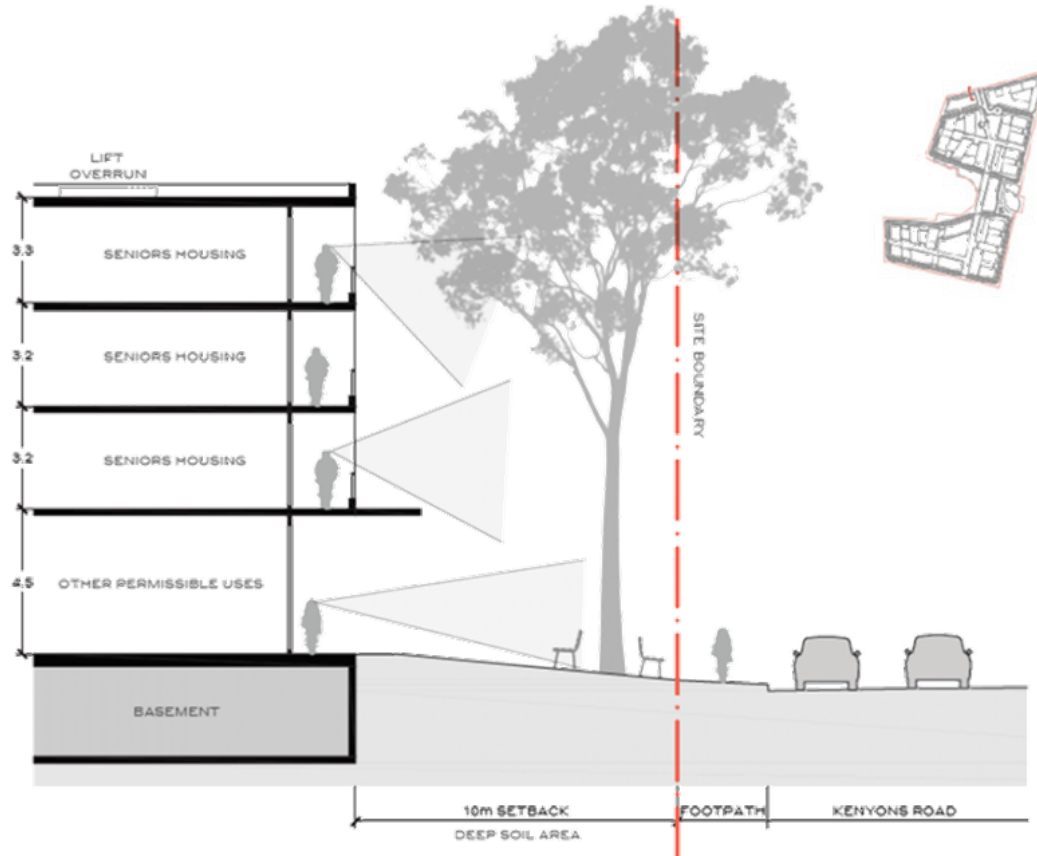 LIFT
OVERRUN
3.3
SENIORS HOUSING
3.2
SENIORS HOUSING
3.2
SENIORS HOUSING
4.5
OTHER PERMISSIBLE USES
BASEMENT
SITE BOUNDARY
10m SETBACK
FOOTPATH
KENYONS ROAD
DEEP SOIL AREA